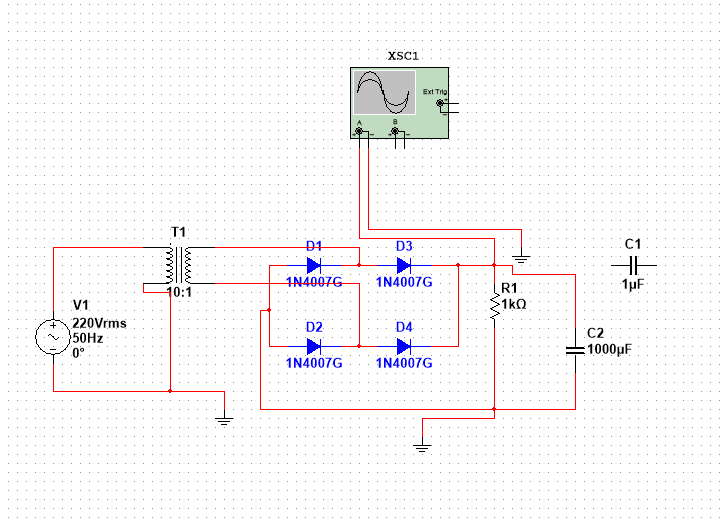 XSC1
Ext Trig
+
-
A
B
+ - + -
T1
10:1
V1
220Vrms
50Hz
0°
D1
1N4007G
D3
1N4007G
D2
1N4007G
D4
1N4007G
R1
1kΩ
C1
1µF
C2
1000µF